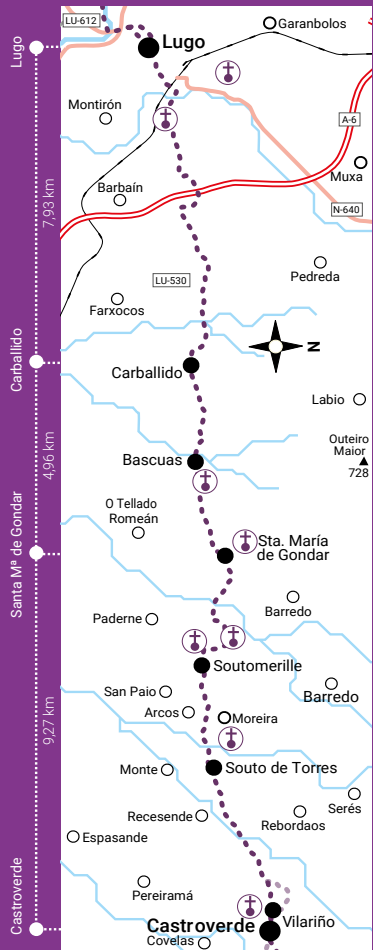 Lugo
7,93 km
Carballido
4,96 km
Santa Mª de Gondar
9,27 km
Castroverde
LU-612
Garanbolos
Lugo
Montirón
A-6
Muxa
Barbaín
N-640
Pedreda
LU-530
Farxocos
N
Carballido
Labio
Outeiro
Maior
728
Bascuas
O Tellado
Romeán
Sta. María
de Gondar
Barredo
Paderne
Soutomerille
San Paio
Barredo
Arcos
Moreira
Monte
Souto de Torres
Serés
Recesende
Rebordaos
Espasande
Pereiramá
Vilariño
Castroverde
Covelas